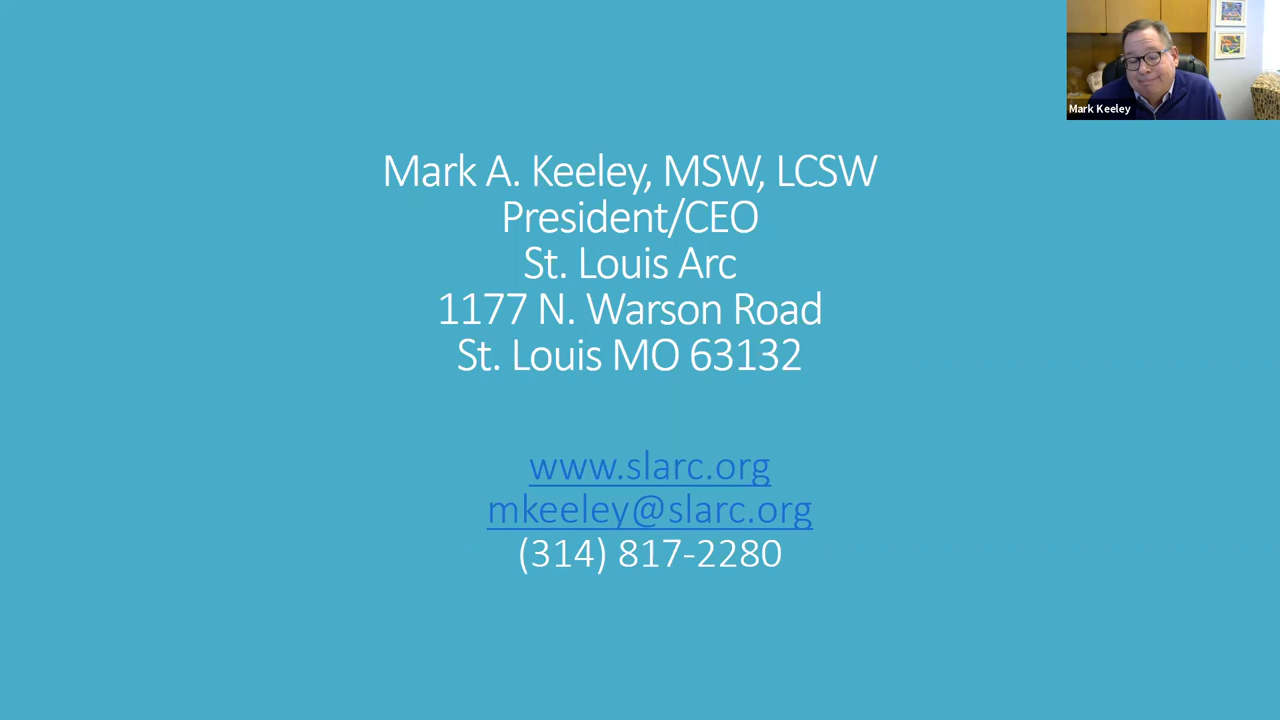 Mark Keeley
Mark A. Keeley, MSW, LCSW
President/CEO
St. Louis Arc
1177 N. Warson Road
St. Louis MO 63132
www.slarc.org
mkeeley@slarc.org
(314) 817-2280